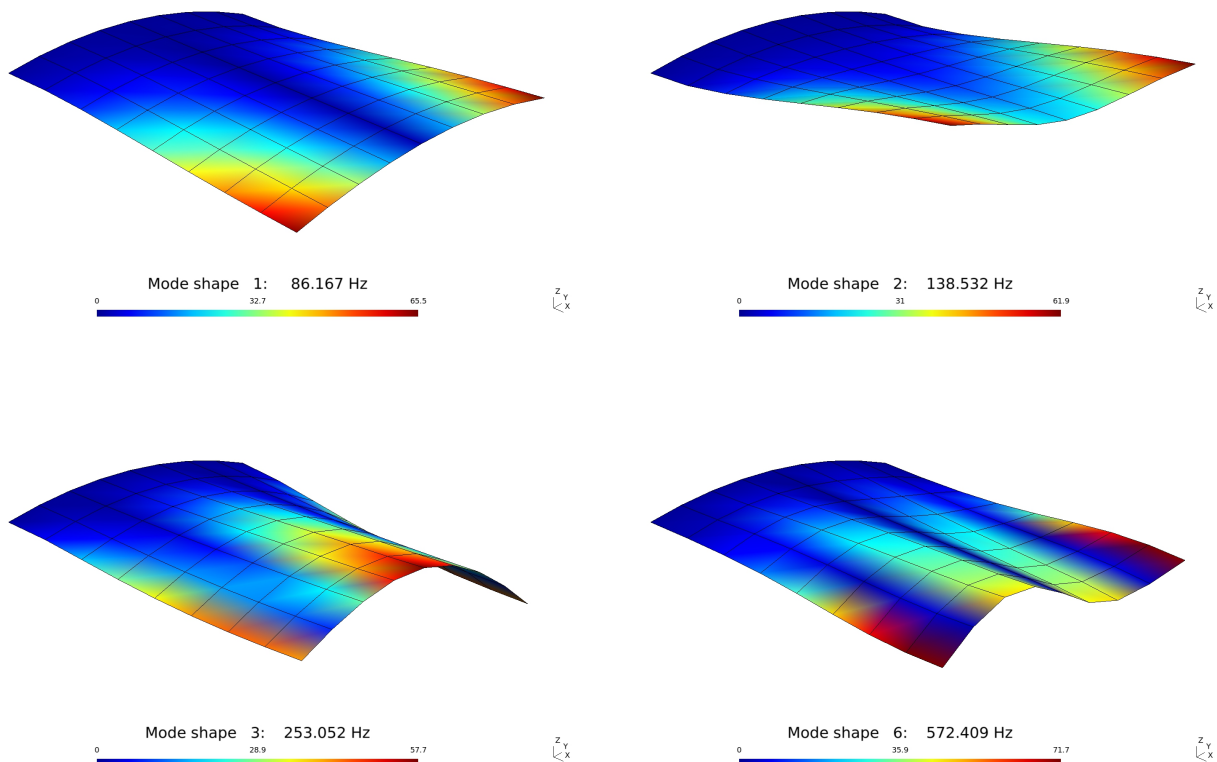 Mode shape 1: 86.167 Hz
0 32.7 65.5
Z Y X
Mode shape 2: 138.532 Hz
0 31 61.9
Z Y X
Mode shape 3: 253.052 Hz
0 28.9 57.7
Z Y X
Mode shape 6: 572.409 Hz
0 35.9 71.7
Z Y X